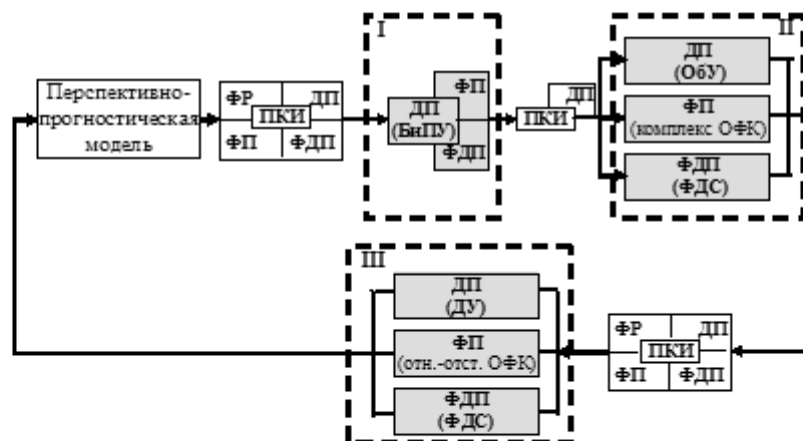 I
II
Перспективно-
прогностическая
модель
ФР
ДП
ПКИ
ФП
ФДП
ДП
(БиПУ)
ФП
ФДП
ДП
ПКИ
ДП
(ОбУ)
ФП
(комплекс ОФК)
ФДП
(ФДС)
III
ДП
(ДУ)
ФП
(отн.-отст. ОФК)
ФДП
(ФДС)
ФР
ДП
ПКИ
ФП
ФДП